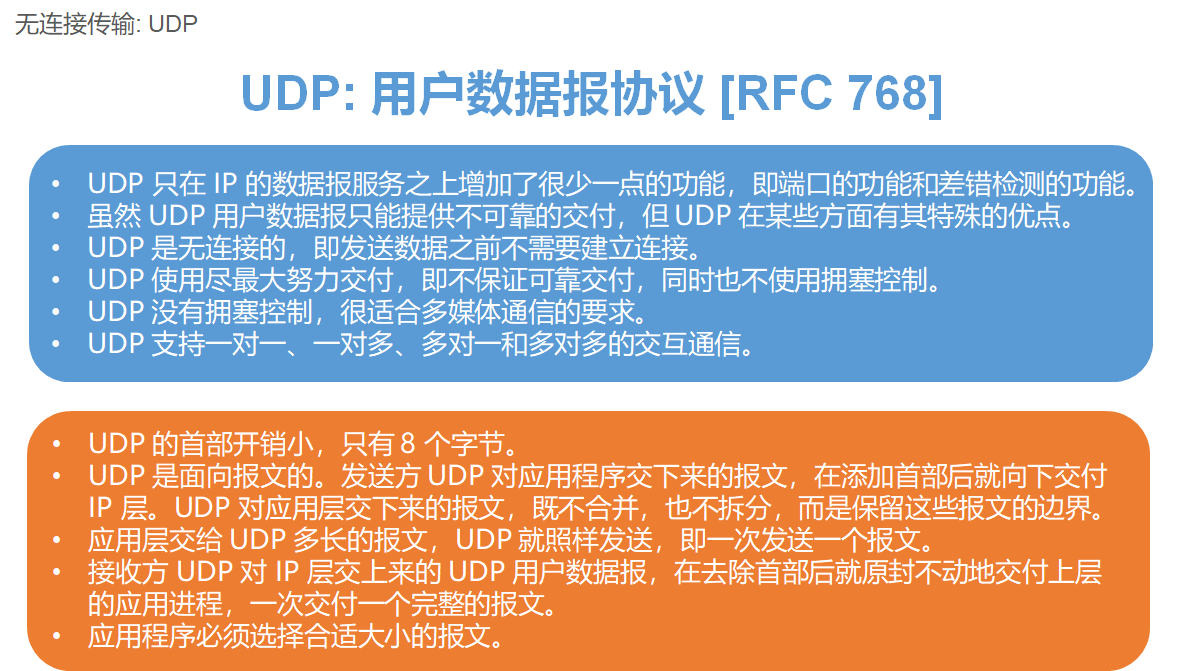 无连接传输: UDP
UDP: 用户数据报协议 [RFC 768]
• UDP 只在 IP 的数据报服务之上增加了很少一点的功能，即端口的功能和差错检测的功能。
• 虽然 UDP 用户数据报只能提供不可靠的交付，但 UDP 在某些方面有其特殊的优点。
• UDP 是无连接的，即发送数据之前不需要建立连接。
• UDP 使用尽最大努力交付，即不保证可靠交付，同时也不使用拥塞控制。
• UDP 没有拥塞控制，很适合多媒体通信的要求。
• UDP 支持一对一、一对多、多对一和多对多的交互通信。
• UDP 的首部开销小，只有 8 个字节。
• UDP 是面向报文的。发送方 UDP 对应用程序交下来的报文，在添加首部后就向下交付
IP 层。UDP 对应用层交下来的报文，既不合并，也不拆分，而是保留这些报文的边界。
• 应用层交给 UDP 多长的报文，UDP 就照样发送，即一次发送一个报文。
• 接收方 UDP 对 IP 层交上来的 UDP 用户数据报，在去除首部后就原封不动地交付上层
的应用进程，一次交付一个完整的报文。
• 应用程序必须选择合适大小的报文。